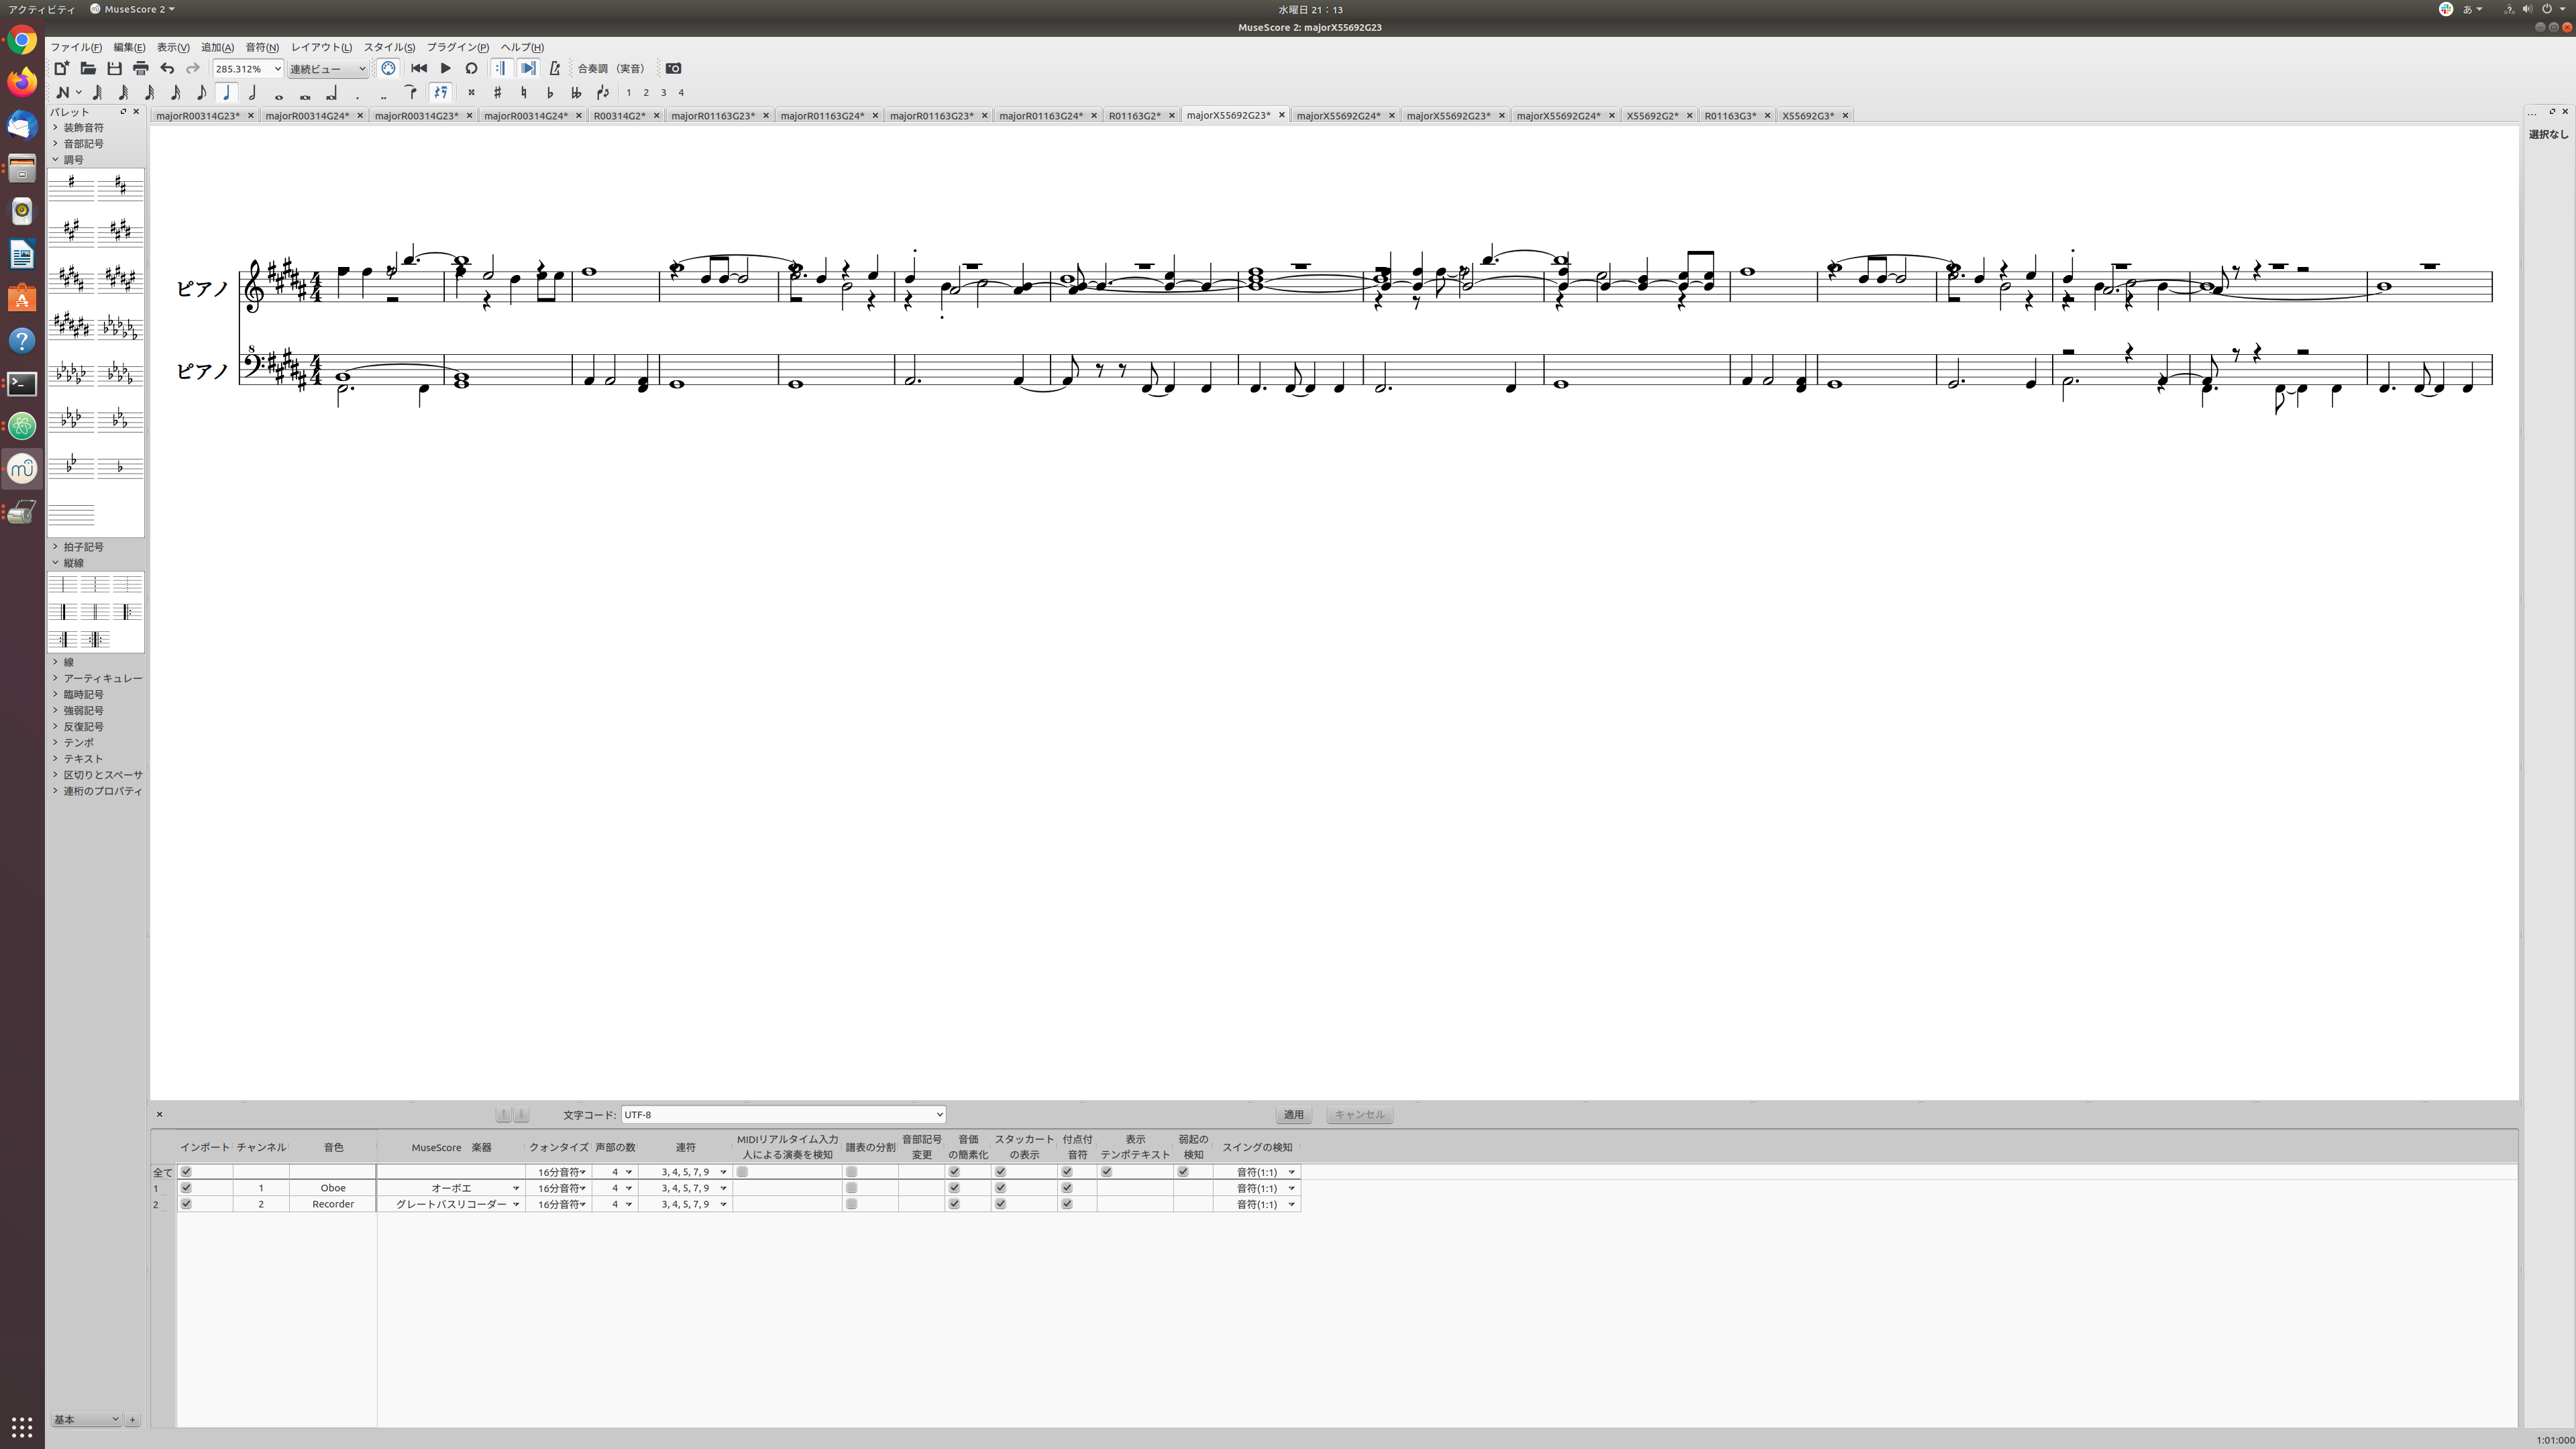 アクティビティ MuseScore 2 水曜日 21：13 あ
MuseScore 2: majorX55692G23
ファイル(F) 編集(E) 表示(V) 追加(A) 音符(N) レイアウト(L) スタイル(S) プラグイン(P) ヘルプ(H)
285.312% 連続ビュー 合奏調 （実音）
N 1 2 3 4
パレット
majorR00314G23* majorR00314G24* majorR00314G23* majorR00314G24* R00314G2* majorR01163G23* majorR01163G24* majorR01163G23* majorR01163G24* R01163G2* majorX55692G23* majorX55692G24* majorX55692G23* majorX55692G24* X55692G2* R01163G3* X55692G3*
装飾音符
音部記号
調号
選択なし
ピアノ
ピアノ
拍子記号
縦線
線
アーティキュレー
臨時記号
強弱記号
反復記号
テンポ
テキスト
区切りとスペーサ
連桁のプロパティ
文字コード: UTF-8 適用 キャンセル
インポート チャンネル 音色 MuseScore 楽器 クォンタイズ 声部の数 連符 MIDIリアルタイム入力 人による演奏を検知 譜表の分割 音部記号 変更 音価 の簡素化 スタッカート の表示 付点付 音符 表示 テンポテキスト 弱起の 検知 スイングの検知
全て 16分音符 4 3, 4, 5, 7, 9 音符(1:1)
1 1 Oboe オーボエ 16分音符 4 3, 4, 5, 7, 9 音符(1:1)
2 2 Recorder グレートバスリコーダー 16分音符 4 3, 4, 5, 7, 9 音符(1:1)
基本 +
1:01:000